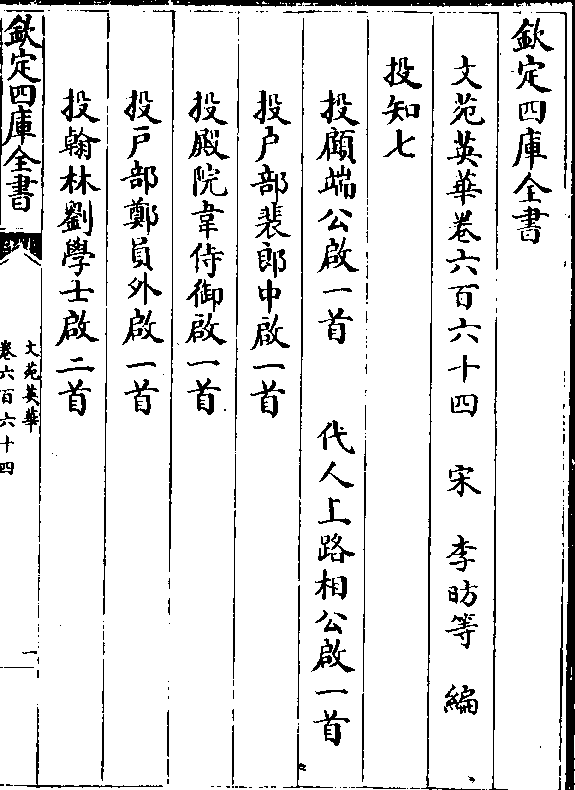 欽定四庫全書
文苑英華卷六百六十四　宋　李昉等　編
投知七
投顧端公啟一首　代人上路相公啟一首
投戶部裴郎中啟一首
投殿院韋侍御啟一首
投戶部鄭員外啟一首
投翰林劉學士啟二首
欽定四庫全書
文苑英華
卷六百六十四
一